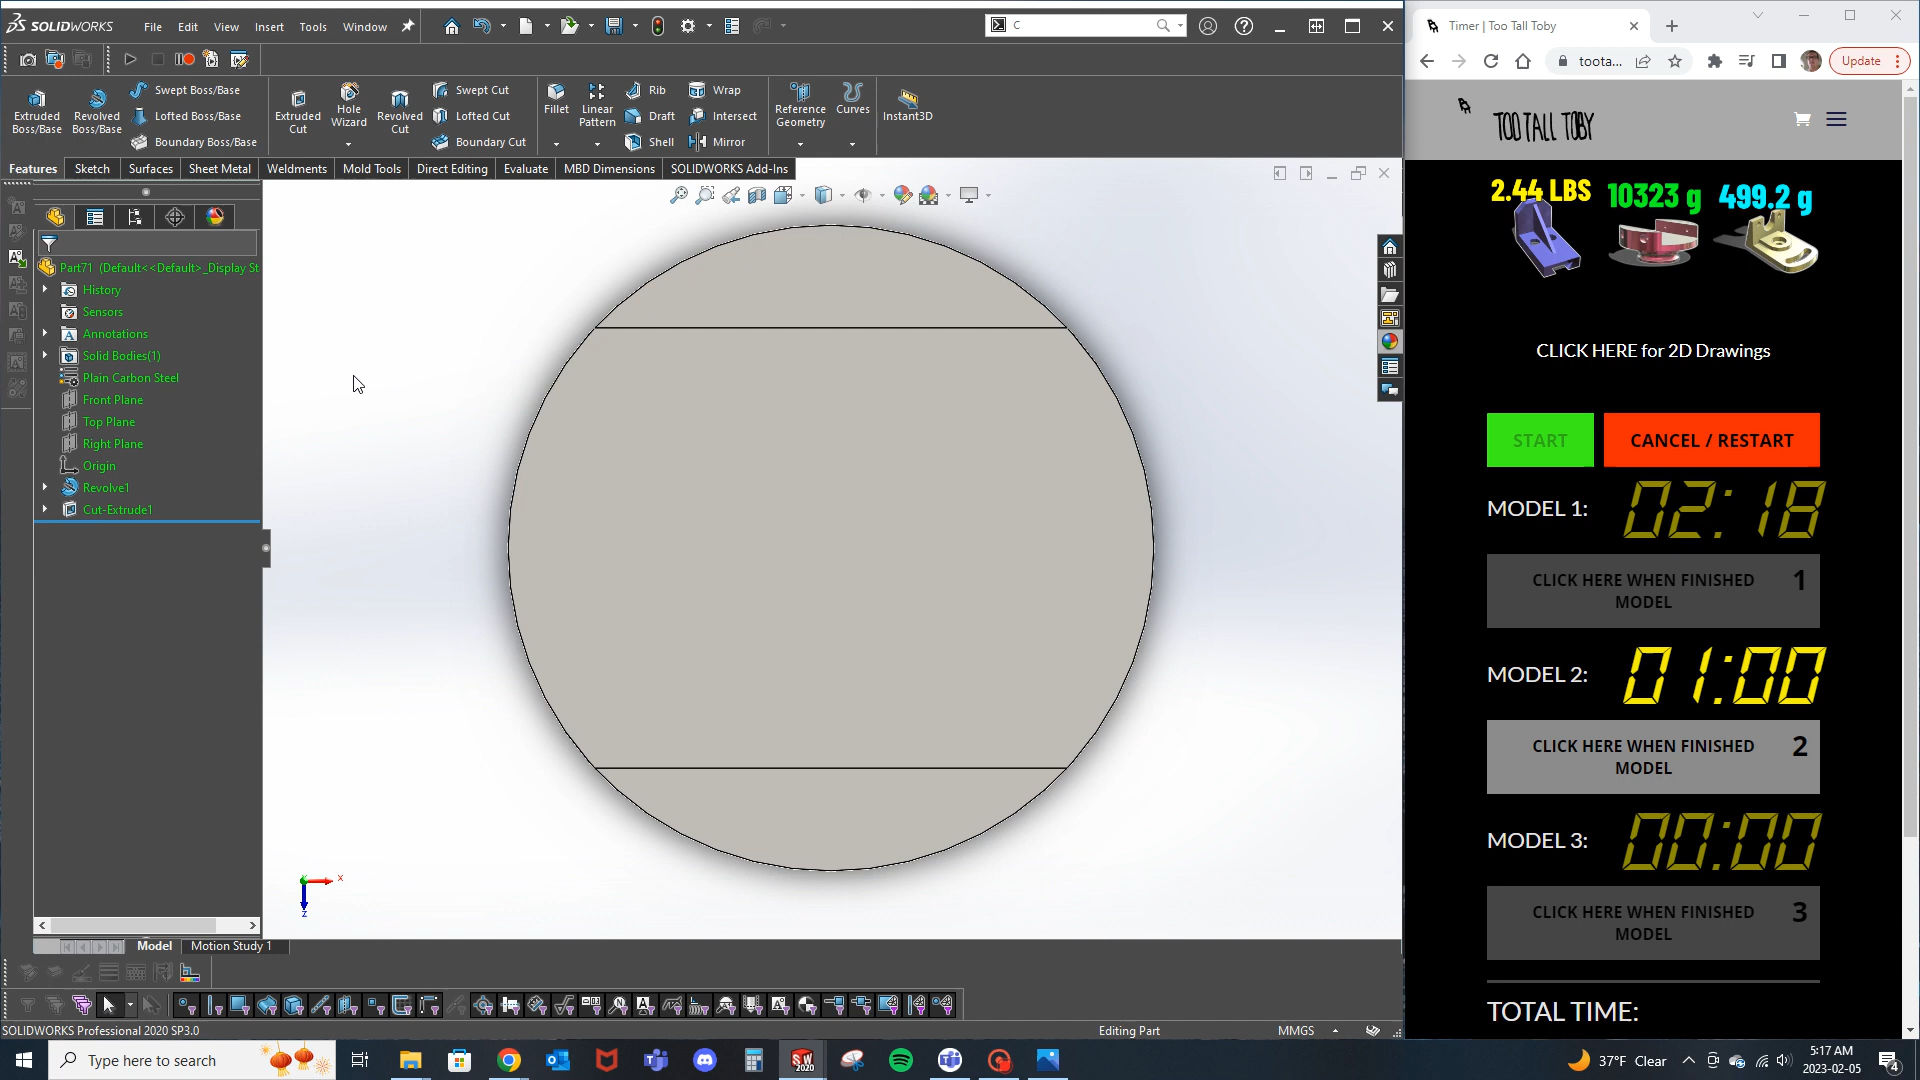 SOLIDWORKS File Edit View Insert Tools Window C
Timer | Too Tall Toby
toota... Update
Extruded Boss/Base
Revolved Boss/Base
Swept Boss/Base
Lofted Boss/Base
Boundary Boss/Base
Extruded Cut
Hole Wizard
Revolved Cut
Swept Cut
Lofted Cut
Boundary Cut
Fillet
Linear Pattern
Rib
Draft
Shell
Wrap
Intersect
Mirror
Reference Geometry
Curves
Instant3D
Features Sketch Surfaces Sheet Metal Weldments Mold Tools Direct Editing Evaluate MBD Dimensions SOLIDWORKS Add-Ins
Part71 (Default<<Default>_Display St
History
Sensors
Annotations
Solid Bodies(1)
Plain Carbon Steel
Front Plane
Top Plane
Right Plane
Origin
Revolve1
Cut-Extrude1
x
z
Model Motion Study 1
SOLIDWORKS Professional 2020 SP3.0
Editing Part
MMGS
TOO TALL TOBY
2.44 LBS 10323 g 499.2 g
CLICK HERE for 2D Drawings
START CANCEL / RESTART
MODEL 1: 02:18
CLICK HERE WHEN FINISHED 1
MODEL
MODEL 2: 01:00
CLICK HERE WHEN FINISHED 2
MODEL
MODEL 3: 00:00
CLICK HERE WHEN FINISHED 3
MODEL
TOTAL TIME:
Type here to search
SW 2020
37°F Clear
5:17 AM
2023-02-05
4